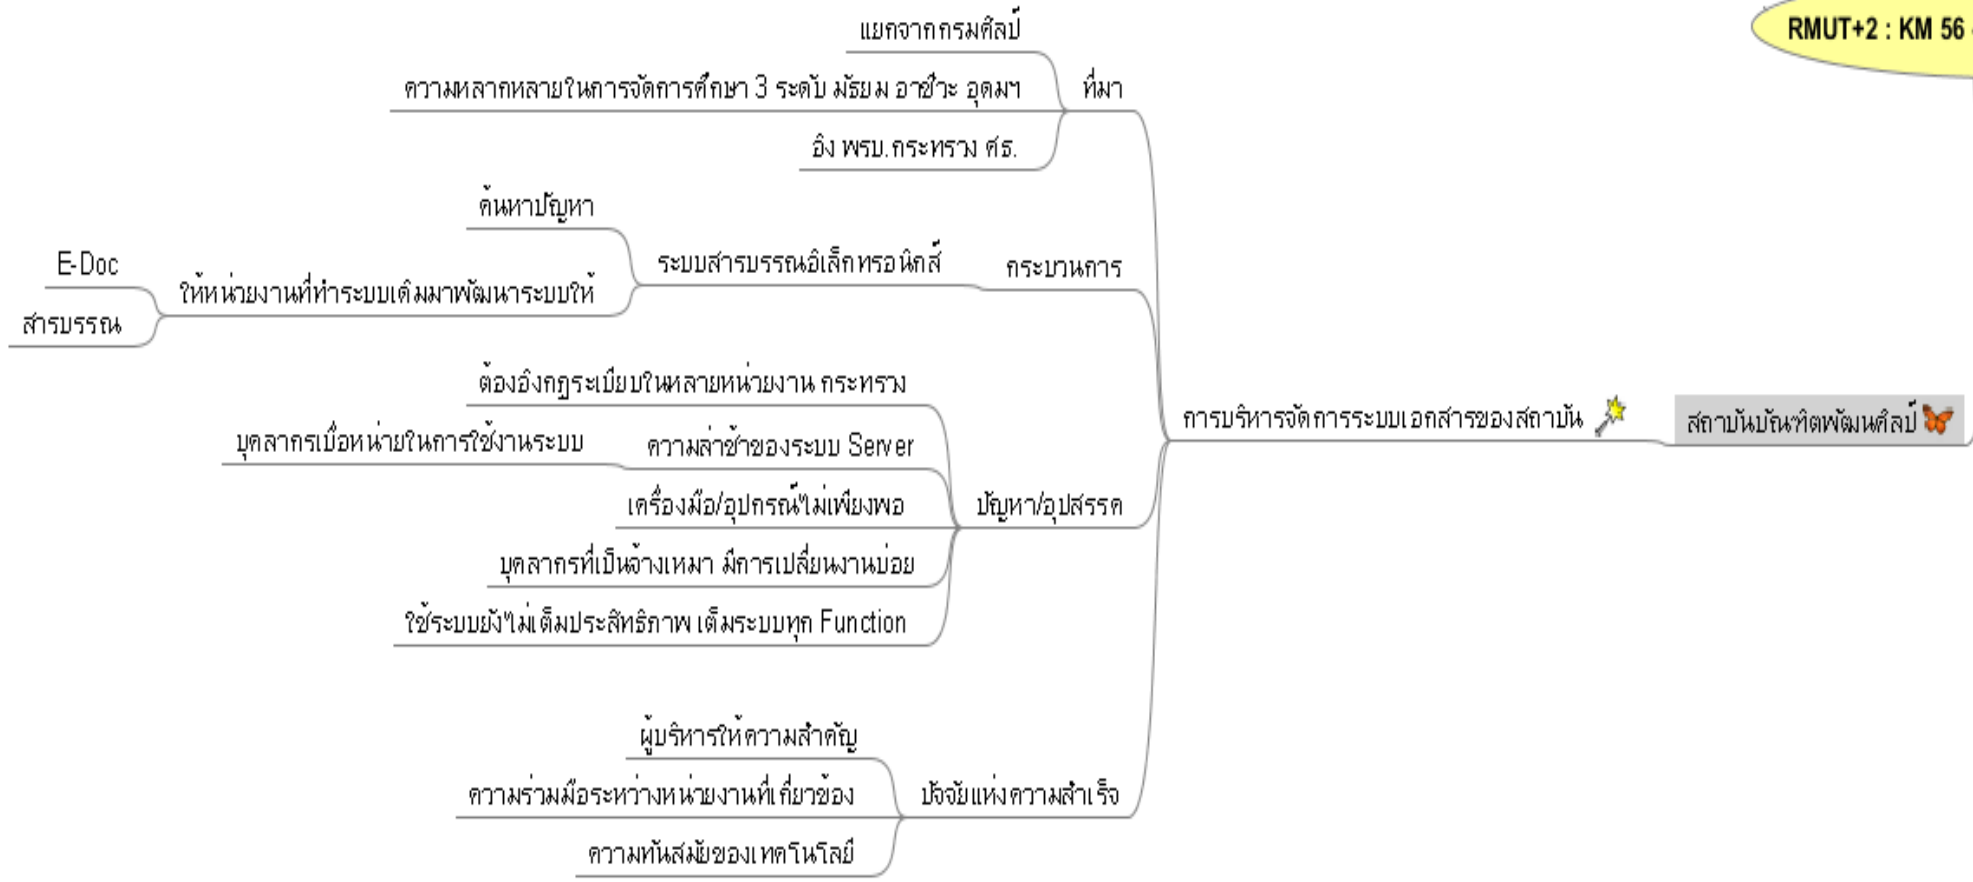 RMUT+2 : KM 56
แยกจากกรมศิลป์
ความหลากหลายในการจัดการศึกษา 3 ระดับ มัธยม อาชีวะ อุดมฯ
ที่มา
อิง พรบ.กระทรวง ศธ.
ค้นหาปัญหา
E-Doc
ให้หน่วยงานที่ทำระบบเดิมมาพัฒนาระบบให้
ระบบสารบรรณอิเล็กทรอนิกส์
กระบวนการ
สารบรรณ
ต้องอิงกฎระเบียบในหลายหน่วยงาน กระทรวง
การบริหารจัดการระบบเอกสารของสถาบัน
สถาบันบัณฑิตพัฒนศิลป์
บุคลากรเบื่อหน่ายในการใช้งานระบบ
ความล่าช้าของระบบ Server
เครื่องมือ/อุปกรณ์ไม่เพียงพอ
ปัญหา/อุปสรรค
บุคลากรที่เป็นจ้างเหมา มีการเปลี่ยนงานบ่อย
ใช้ระบบยังไม่เต็มประสิทธิภาพ เต็มระบบทุก Function
ผู้บริหารให้ความสำคัญ
ความร่วมมือระหว่างหน่วยงานที่เกี่ยวข้อง
ปัจจัยแห่งความสำเร็จ
ความทันสมัยของเทคโนโลยี